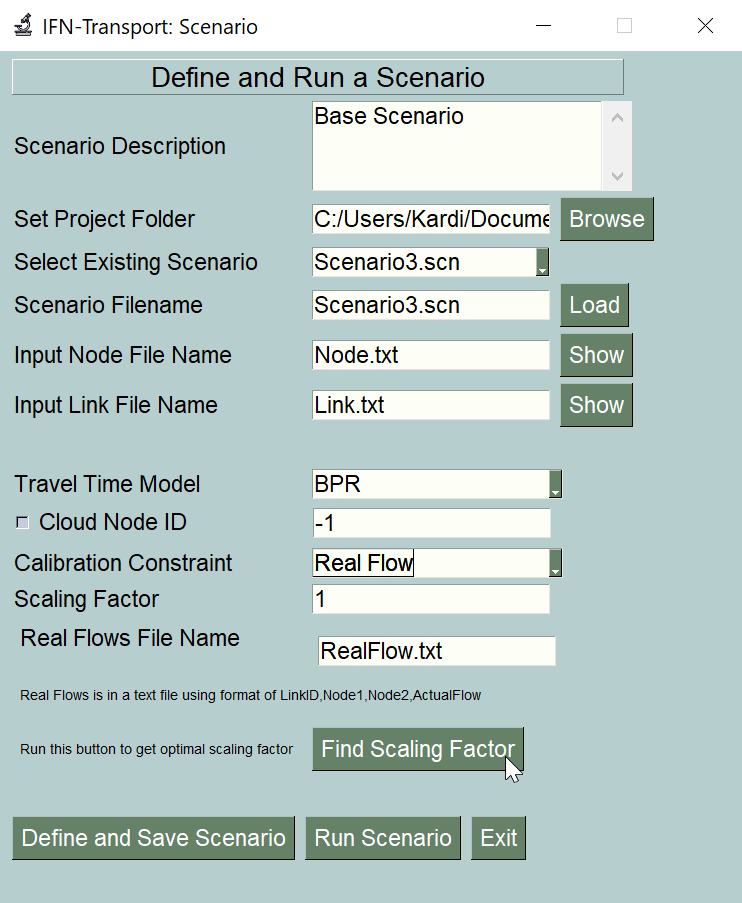 IFN-Transport: Scenario
Define and Run a Scenario
Scenario Description
Base Scenario
Set Project Folder
C:/Users/Kardi/Docume
Browse
Select Existing Scenario
Scenario3.scn
Scenario Filename
Scenario3.scn
Load
Input Node File Name
Node.txt
Show
Input Link File Name
Link.txt
Show
Travel Time Model
BPR
Cloud Node ID
-1
Calibration Constraint
Real Flow
Scaling Factor
1
Real Flows File Name
RealFlow.txt
Real Flows is in a text file using format of LinkID,Node1,Node2,ActualFlow
Run this button to get optimal scaling factor
Find Scaling Factor
Define and Save Scenario
Run Scenario
Exit